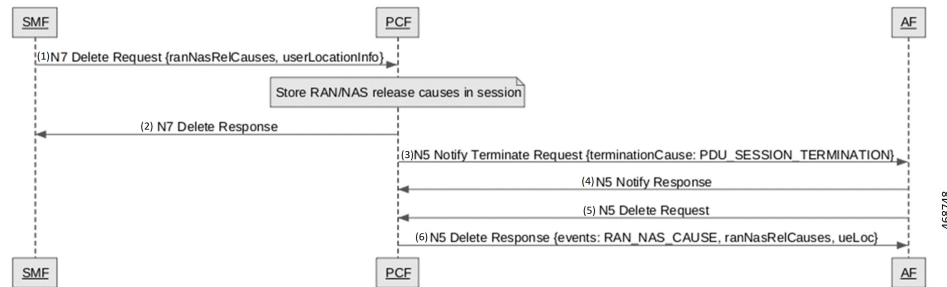 SMF PCF AF
(1)N7 Delete Request {ranNasRelCauses, userLocationInfo}
Store RAN/NAS release causes in session
(2) N7 Delete Response
(3)N5 Notify Terminate Request {terminationCause: PDU_SESSION_TERMINATION}
(4)N5 Notify Response
(5) N5 Delete Request
(6)N5 Delete Response {events: RAN_NAS_CAUSE, ranNasRelCauses, ueLoc}
SMF PCF AF
468748